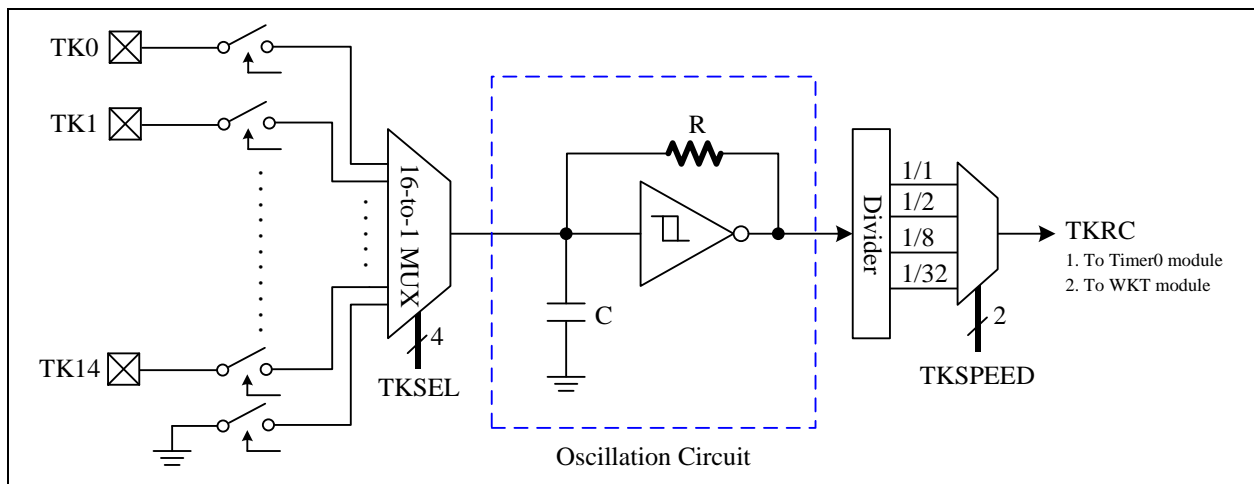 TK0
TK1
TK14
16-to-1 MUX
4
TKSEL
R
C
Oscillation Circuit
Divider
1/1
1/2
1/8
1/32
2
TKSPEED
TKRC
1. To Timer0 module
2. To WKT module